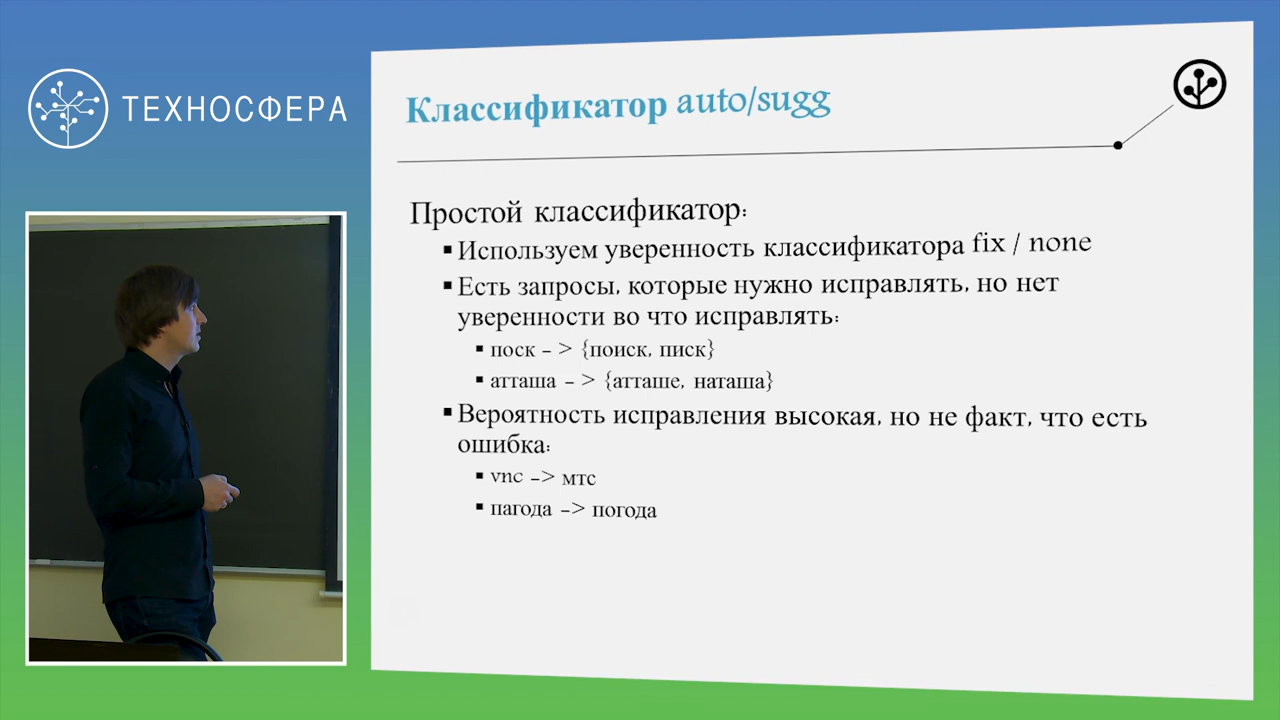 ТЕХНОСФЕРА
Классификатор auto/sugg
Простой классификатор:
Используем уверенность классификатора fix / none
Есть запросы, которые нужно исправлять, но нет
уверенности во что исправлять:
поск – > {поиск, писк}
атташа – > {атташе, наташа}
Вероятность исправления высокая, но не факт, что есть
ошибка:
vnc –> мтс
пагода –> погода